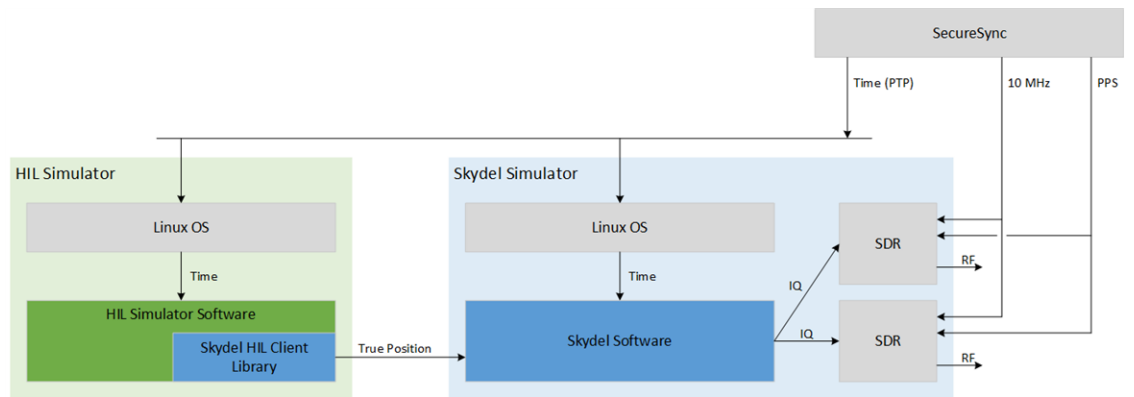 SecureSync
Time (PTP)
10 MHz
PPS
HIL Simulator
Skydel Simulator
Linux OS
Linux OS
SDR
RF
Time
Time
IQ
HIL Simulator Software
Skydel HIL Client
Library
True Position
Skydel Software
IQ
SDR
RF